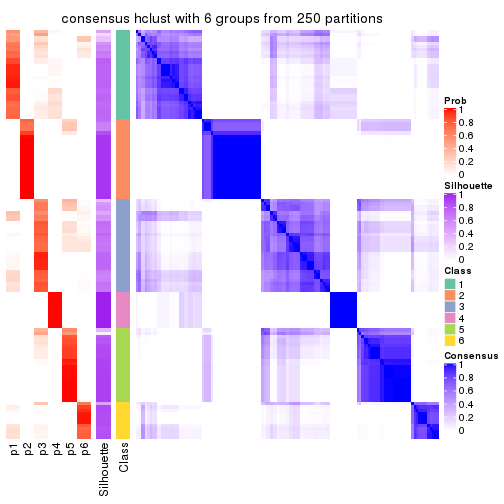 consensus hclust with 6 groups from 250 partitions
Prob
1
0.8
0.6
0.4
0.2
0
Silhouette
1
0.8
0.6
0.4
0.2
0
Class
1
2
3
4
5
6
Consensus
1
0.8
0.6
0.4
0.2
0
p1
p2
p3
p4
p5
p6
Silhouette
Class